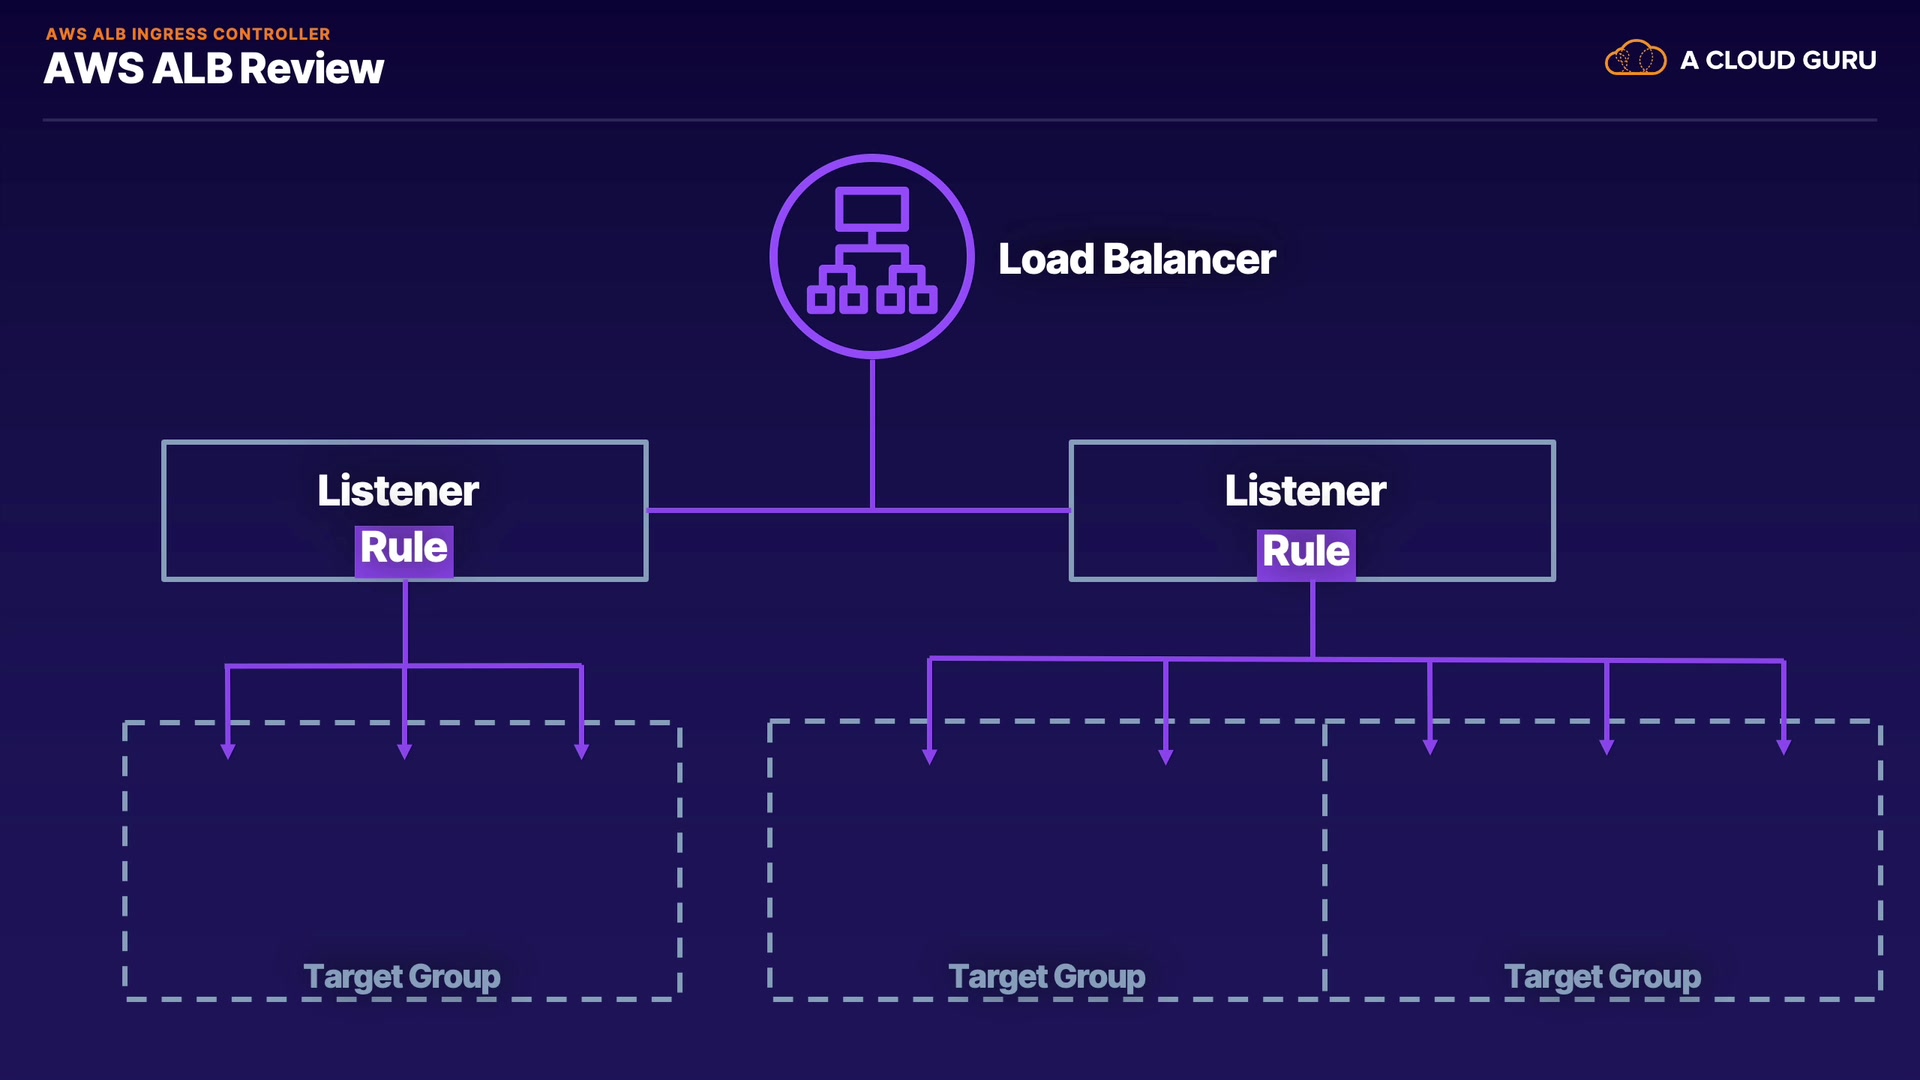 AWS ALB INGRESS CONTROLLER
AWS ALB Review
A CLOUD GURU
Load Balancer
Listener
Rule
Listener
Rule
Target Group
Target Group
Target Group